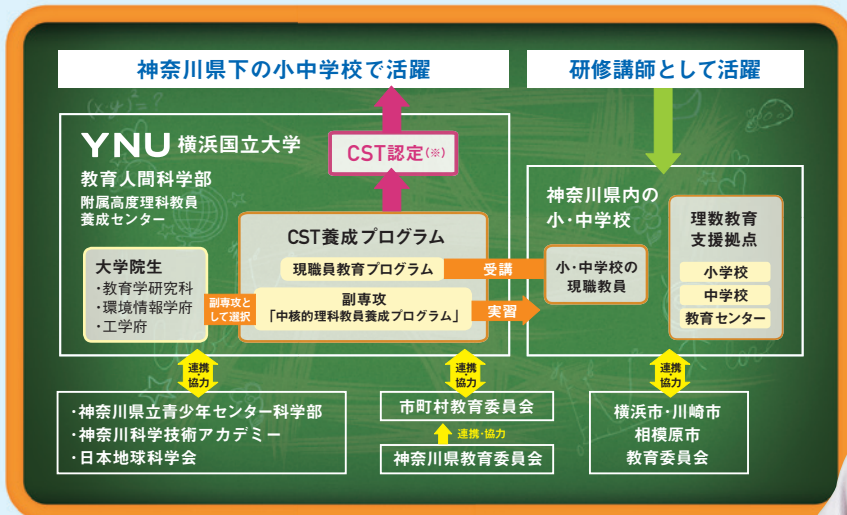 神奈川県下の小中学校で活躍
研修講師として活躍
YNU 横浜国立大学
教育人間科学部
附属高度理科教員
養成センター
CST認定(※)
CST養成プログラム
現職員教育プログラム
副専攻
「中核的理科教員養成プログラム」
大学院生
・教育学研究科
・環境情報学府
・工学府
副専攻と
して選択
受講
実習
神奈川県内の
小・中学校
小・中学校の
現職教員
理数教育
支援拠点
小学校
中学校
教育センター
連携・
協力
連携・
協力
連携・
協力
・神奈川県立青少年センター科学部
・神奈川科学技術アカデミー
・日本地球科学会
市町村教育委員会
連携・協力
神奈川県教育委員会
横浜市・川崎市
相模原市
教育委員会
(x·y)²=?